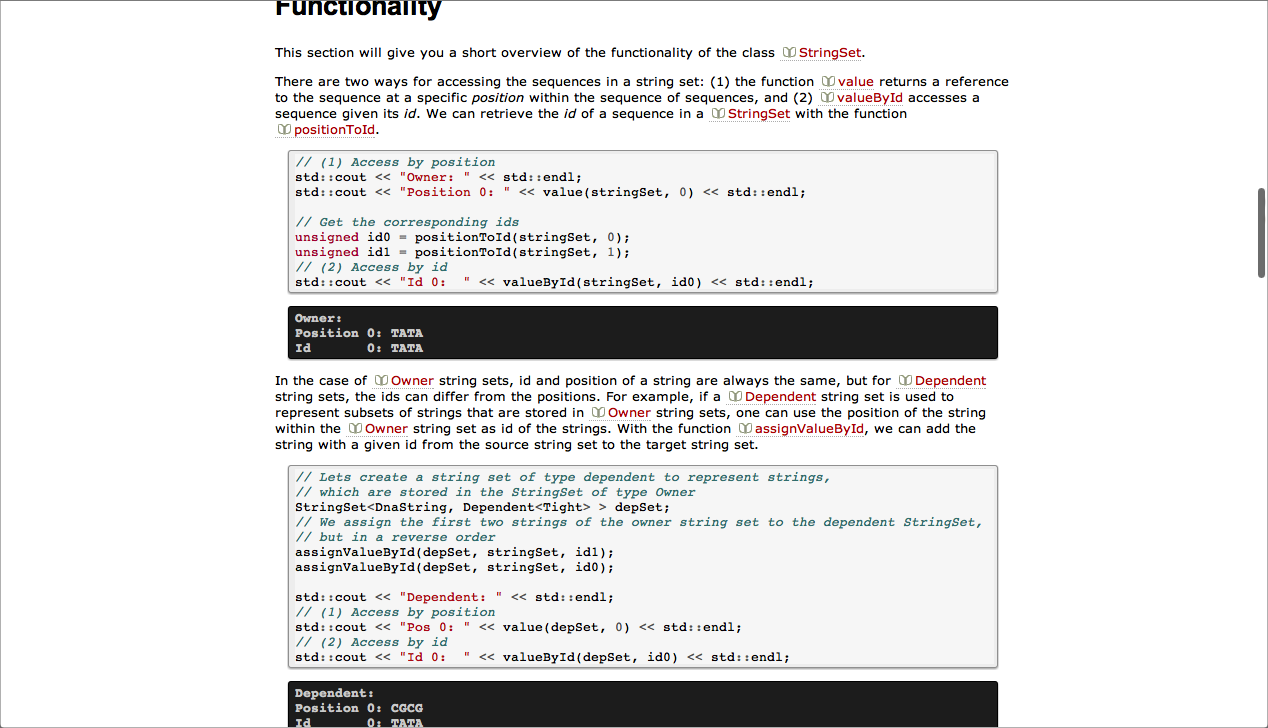 Functionality
This section will give you a short overview of the functionality of the class StringSet.
There are two ways for accessing the sequences in a string set: (1) the function value returns a reference
to the sequence at a specific position within the sequence of sequences, and (2) valueById accesses a
sequence given its id. We can retrieve the id of a sequence in a StringSet with the function
positionToId.
// (1) Access by position
std::cout << "Owner: " << std::endl;
std::cout << "Position 0: " << value(stringSet, 0) << std::endl;
// Get the corresponding ids
unsigned id0 = positionToId(stringSet, 0);
unsigned id1 = positionToId(stringSet, 1);
// (2) Access by id
std::cout << "Id 0:  " << valueById(stringSet, id0) << std::endl;
Owner:
Position 0: TATA
Id       0: TATA
In the case of Owner string sets, id and position of a string are always the same, but for Dependent
string sets, the ids can differ from the positions. For example, if a Dependent string set is used to
represent subsets of strings that are stored in Owner string sets, one can use the position of the string
within the Owner string set as id of the strings. With the function assignValueById, we can add the
string with a given id from the source string set to the target string set.
// Lets create a string set of type dependent to represent strings,
// which are stored in the StringSet of type Owner
StringSet<DnaString, Dependent<Tight> > depSet;
// We assign the first two strings of the owner string set to the dependent StringSet,
// but in a reverse order
assignValueById(depSet, stringSet, id1);
assignValueById(depSet, stringSet, id0);
std::cout << "Dependent: " << std::endl;
// (1) Access by position
std::cout << "Pos 0: " << value(depSet, 0) << std::endl;
// (2) Access by id
std::cout << "Id 0:  " << valueById(depSet, id0) << std::endl;
Dependent:
Position 0: CGCG
Id       0: TATA